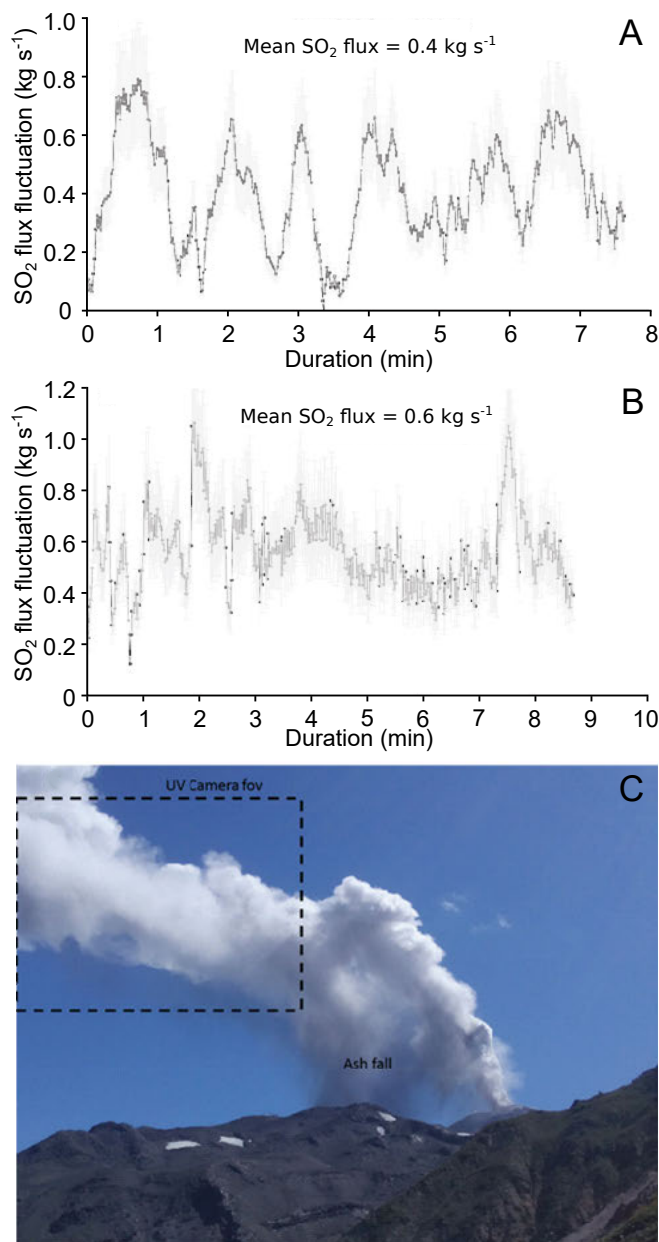 A
Mean SO₂ flux = 0.4 kg s⁻¹
SO₂ flux fluctuation (kg s⁻¹)
1.0
0.8
0.6
0.4
0.2
0
0 1 2 3 4 5 6 7 8
Duration (min)
B
Mean SO₂ flux = 0.6 kg s⁻¹
SO₂ flux fluctuation (kg s⁻¹)
1.2
1.0
0.8
0.6
0.4
0.2
0
0 1 2 3 4 5 6 7 8 9 10
Duration (min)
C
UV Camera fov
Ash fall